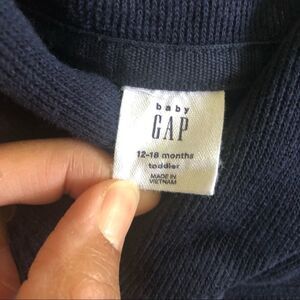 baby
GAP
12-18 months
toddler
MADE IN
VIETNAM